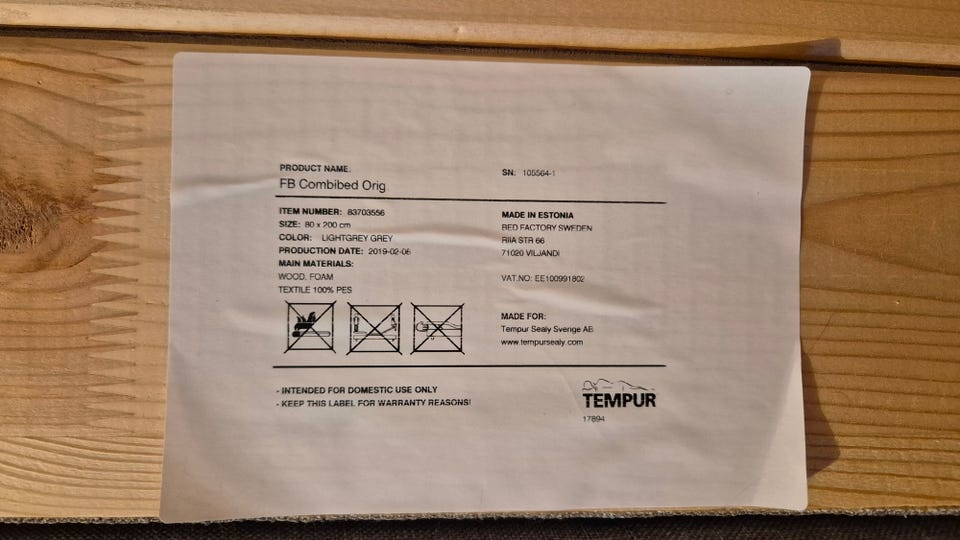 PRODUCT NAME:
FB Combibed Orig
SN: 105564-1
ITEM NUMBER: 83703556
SIZE: 80 x 200 cm
COLOR: LIGHTGREY GREY
PRODUCTION DATE: 2019-02-06
MAIN MATERIALS:
WOOD, FOAM
TEXTILE 100% PES
MADE IN ESTONIA
BED FACTORY SWEDEN
RIIA STR 66
71020 VILJANDI
VAT.NO: EE100991802
MADE FOR:
Tempur Sealy Sverige AB
www.tempursealy.com
- INTENDED FOR DOMESTIC USE ONLY
- KEEP THIS LABEL FOR WARRANTY REASONS!
TEMPUR
17894